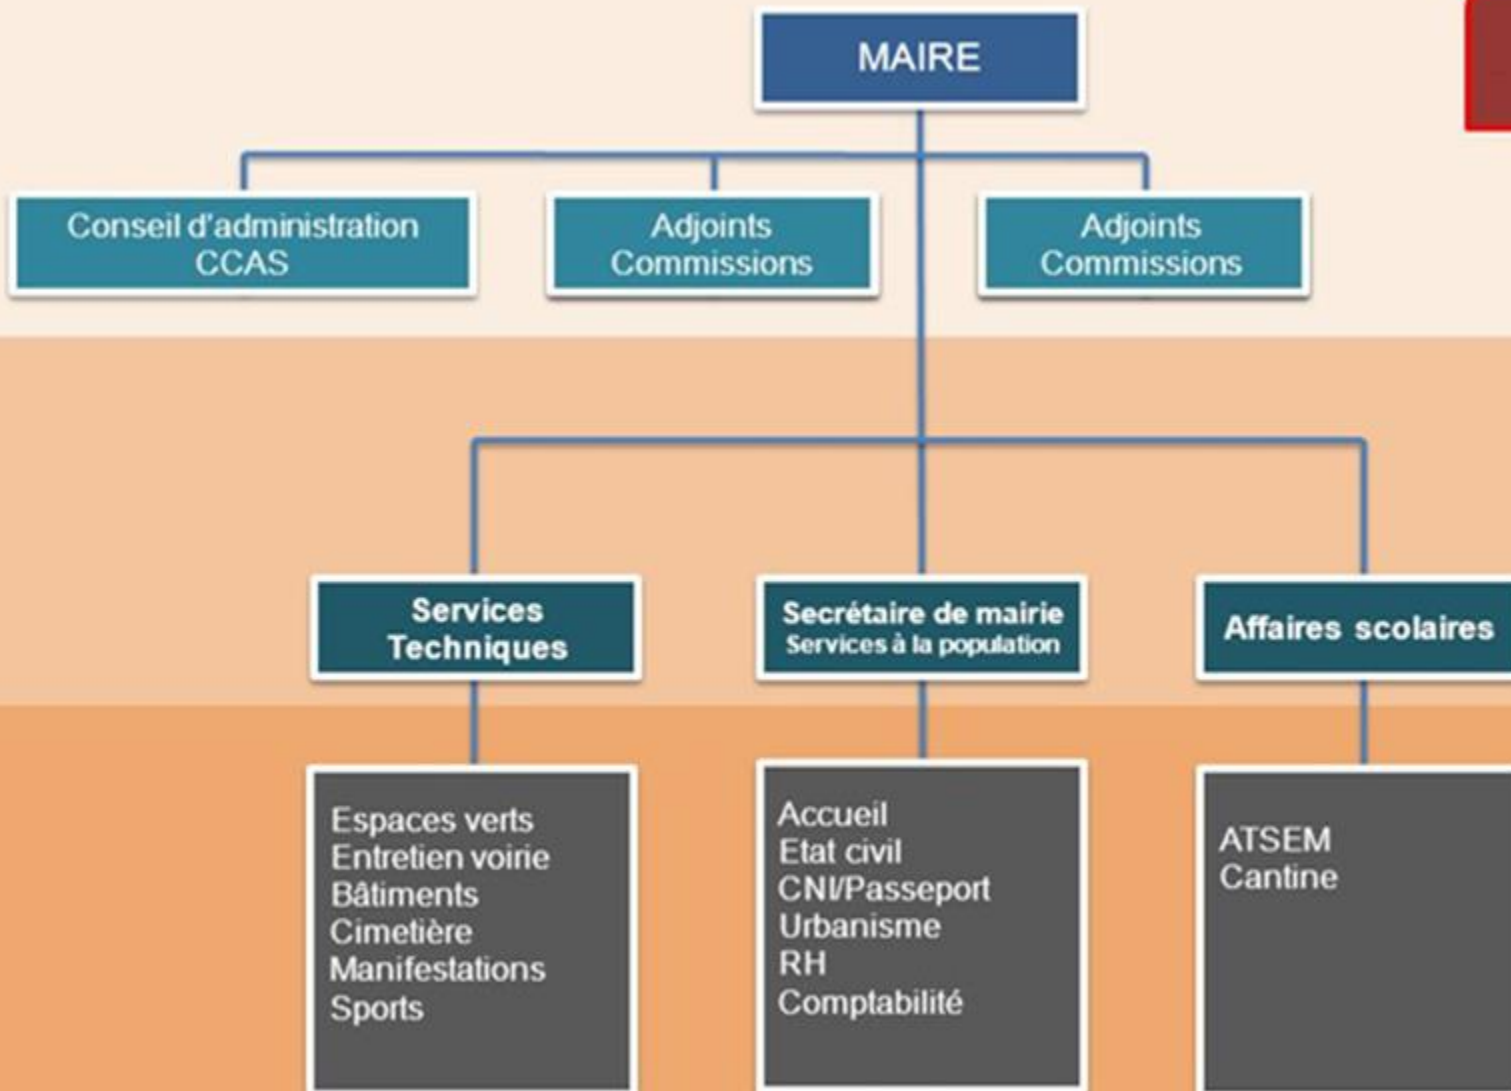 MAIRE
Conseil d'administration
CCAS
Adjoints
Commissions
Adjoints
Commissions
Services
Techniques
Secrétaire de mairie
Services à la population
Affaires scolaires
Espaces verts
Entretien voirie
Bâtiments
Cimetière
Manifestations
Sports
Accueil
Etat civil
CNI/Passeport
Urbanisme
RH
Comptabilité
ATSEM
Cantine